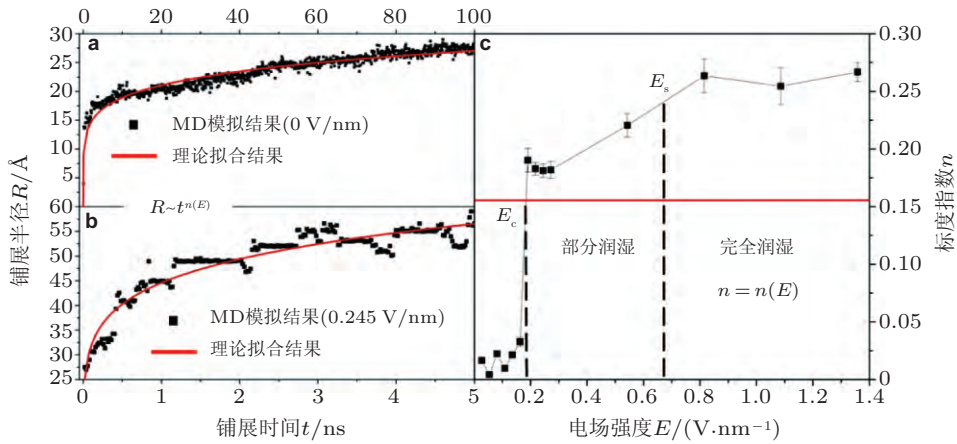 0 20 40 60 80 100
a
30
25
20
15
10
5
60
MD模拟结果(0 V/nm)
理论拟合结果
铺展半径R/Å
b
R~t^{n(E)}
55
50
45
40
35
30
25
MD模拟结果(0.245 V/nm)
理论拟合结果
0 1 2 3 4 5
铺展时间t/ns
c
E_s
E_c
部分润湿
完全润湿
n = n(E)
0.30
0.25
0.20
0.15
0.10
0.05
0
标度指数n
0.2 0.4 0.6 0.8 1.0 1.2 1.4
电场强度E/(V·nm⁻¹)